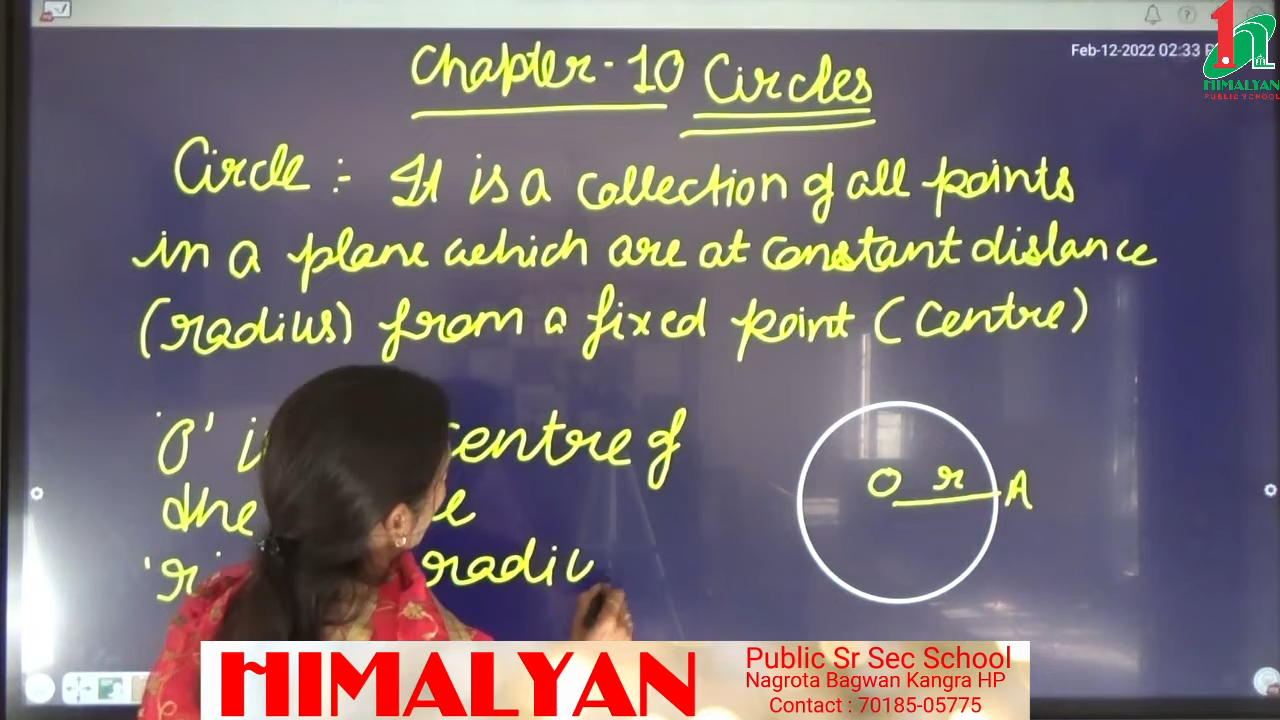 Feb-12-2022 02:33 P
HIMALYAN
PUBLIC SCHOOL
Chapter-10 Circles
Circle :- It is a collection of all points
in a plane which are at constant distance
(radius) from a fixed point (centre)
'O' centre of
the
'r' radiu
O r A
HIMALYAN
Public Sr Sec School
Nagrota Bagwan Kangra HP
Contact : 70185-05775